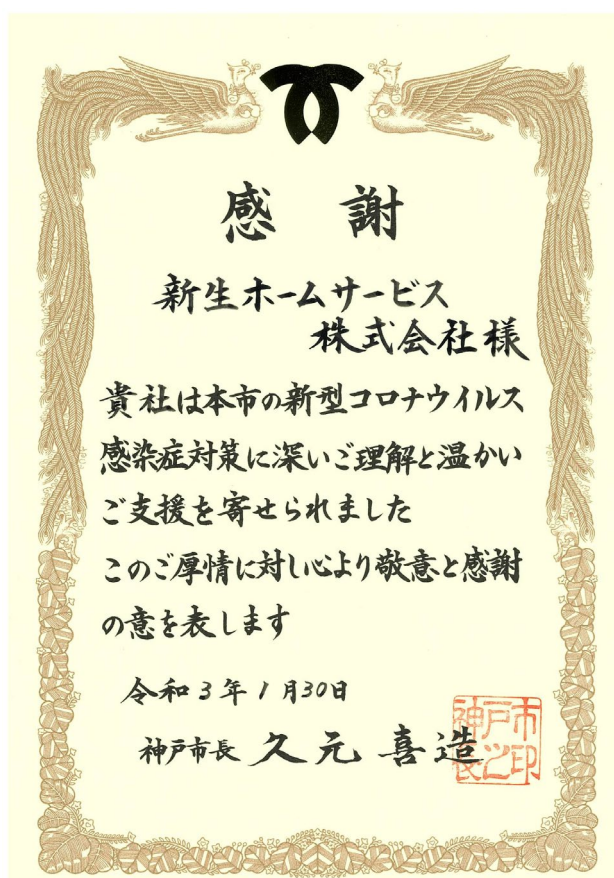 感謝
新生ホームサービス
株式会社様
貴社は本市の新型コロナウイルス
感染症対策に深いご理解と温かい
ご支援を寄せられました
このご厚情に対し心より敬意と感謝
の意を表します
令和3年1月30日
神戸市長 久元喜造
神戸市長之印